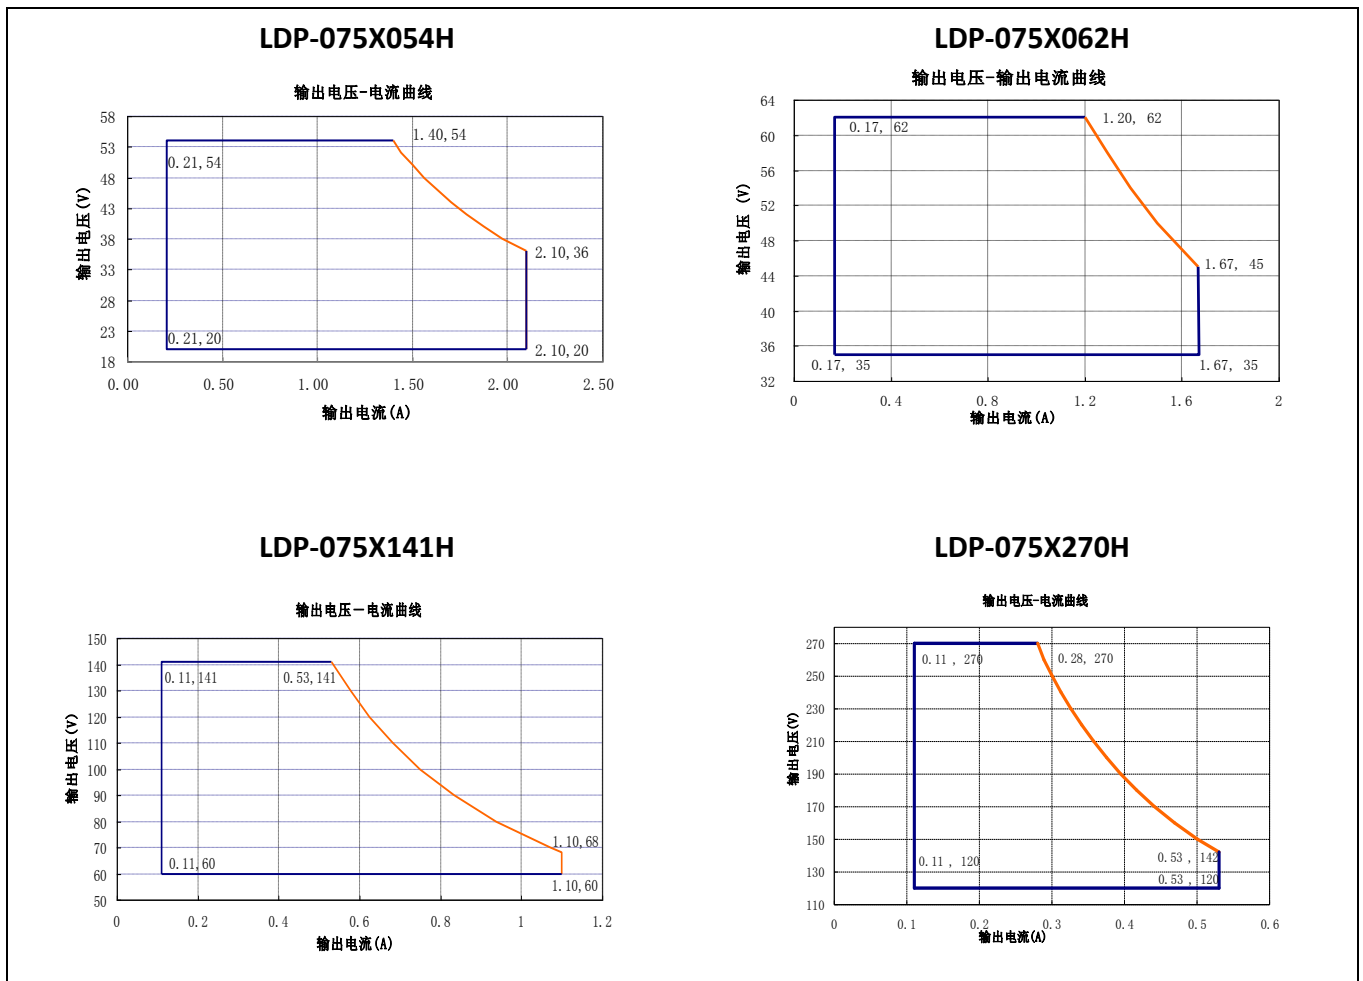 LDP-075X054H
输出电压-电流曲线
58
53
48
43
38
33
28
23
18
输出电压(V)
1.40,54
0.21,54
2.10,36
0.21,20
2.10,20
0.00 0.50 1.00 1.50 2.00 2.50
输出电流(A)
LDP-075X062H
输出电压-输出电流曲线
64
60
56
52
48
44
40
36
32
输出电压 (V)
0.17, 62
1.20, 62
1.67, 45
0.17, 35
1.67, 35
0 0.4 0.8 1.2 1.6 2
输出电流(A)
LDP-075X141H
输出电压－电流曲线
150
140
130
120
110
100
90
80
70
60
50
输出电压(V)
0.11,141
0.53,141
1.10,68
0.11,60
1.10,60
0 0.2 0.4 0.6 0.8 1 1.2
输出电流(A)
LDP-075X270H
输出电压-电流曲线
270
250
230
210
190
170
150
130
110
输出电压(V)
0.11 , 270
0.28, 270
0.53 , 142
0.11 , 120
0.53 , 120
0 0.1 0.2 0.3 0.4 0.5 0.6
输出电流(A)